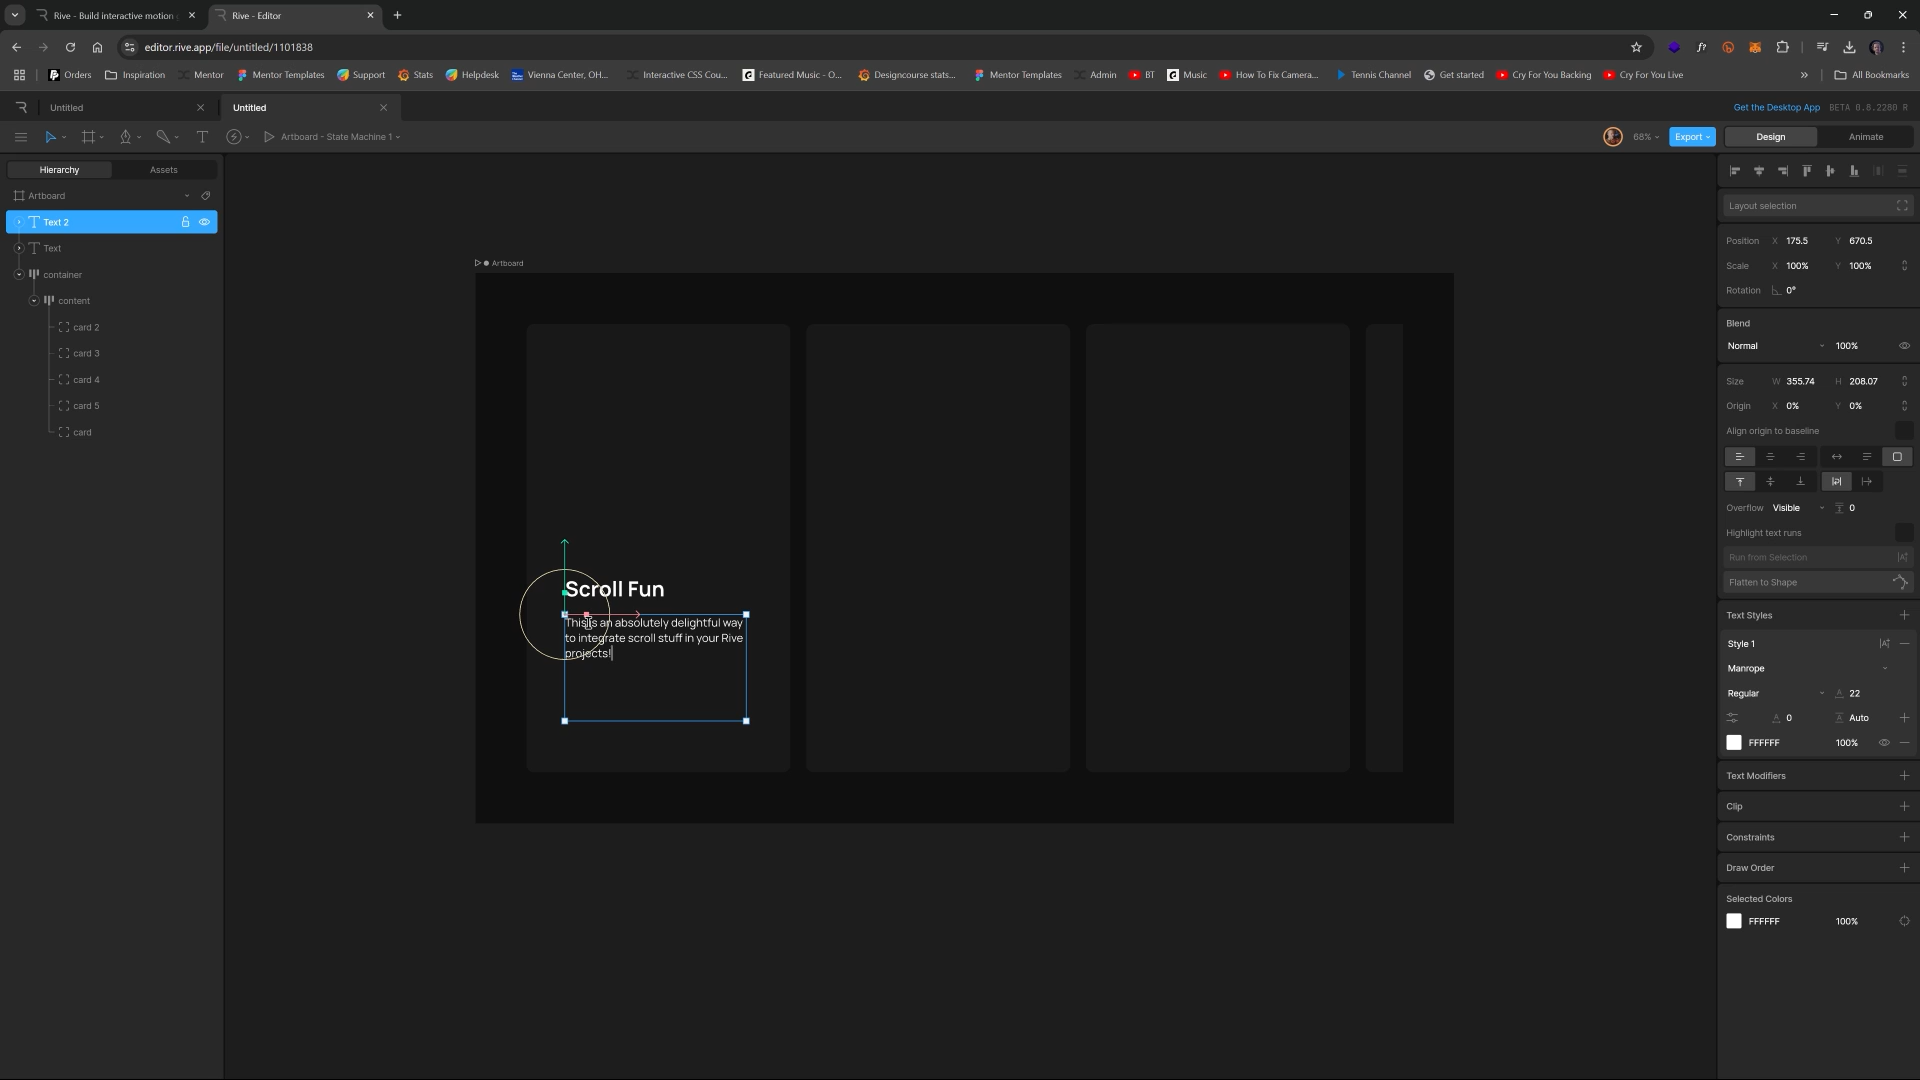 Rive - Build interactive motion
Rive - Editor
editor.rive.app/file/untitled/1101838
Orders
Inspiration
Mentor
Mentor Templates
Support
Stats
Helpdesk
Vienna Center, OH...
Interactive CSS Cou...
Featured Music - O...
Designcourse stats...
Mentor Templates
Admin
BT
Music
How To Fix Camera...
Tennis Channel
Get started
Cry For You Backing
Cry For You Live
All Bookmarks
Untitled
Untitled
Get the Desktop App
BETA 0.8.2280 R
Artboard - State Machine 1
68%
Export
Design
Animate
Hierarchy
Assets
Artboard
Text 2
Text
container
content
card 2
card 3
card 4
card 5
card
Artboard
Scroll Fun
This is an absolutely delightful way
to integrate scroll stuff in your Rive
projects!
Layout selection
Position X 175.5 Y 670.5
Scale X 100% Y 100%
Rotation 0°
Blend
Normal 100%
Size W 355.74 H 208.07
Origin X 0% Y 0%
Align origin to baseline
Overflow Visible 0
Highlight text runs
Run from Selection
Flatten to Shape
Text Styles
Style 1
Manrope
Regular 22
0 Auto
FFFFFF 100%
Text Modifiers
Clip
Constraints
Draw Order
Selected Colors
FFFFFF 100%